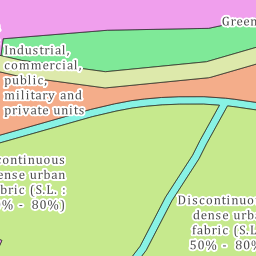 Green
Industrial,
commercial,
public,
military and
private units
continuous
dense urban
fabric (S.L. :
50% - 80%)
Discontinuous
dense urban
fabric (S.L.
50% - 80%